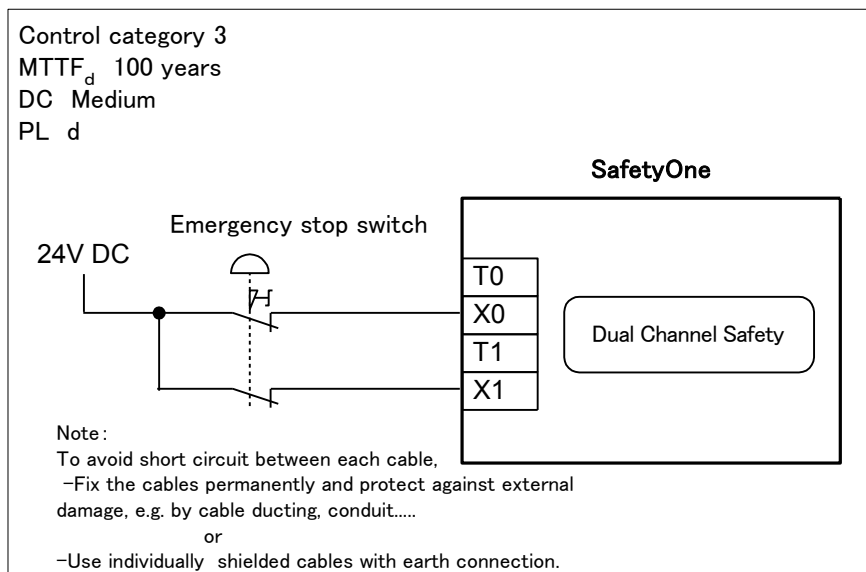 Control category 3
MTTFd 100 years
DC Medium
PL d
SafetyOne
Emergency stop switch
24V DC
T0
X0
T1
X1
Dual Channel Safety
Note:
To avoid short circuit between each cable,
-Fix the cables permanently and protect against external
damage, e.g. by cable ducting, conduit.....
or
-Use individually shielded cables with earth connection.